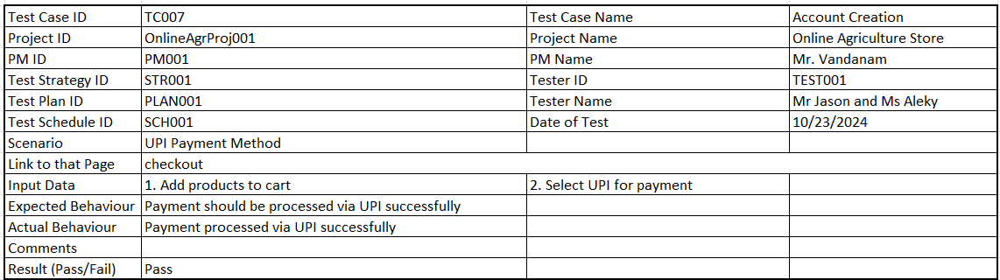 Test Case ID TC007 Test Case Name Account Creation
Project ID OnlineAgrProj001 Project Name Online Agriculture Store
PM ID PM001 PM Name Mr. Vandanam
Test Strategy ID STR001 Tester ID TEST001
Test Plan ID PLAN001 Tester Name Mr Jason and Ms Aleky
Test Schedule ID SCH001 Date of Test 10/23/2024
Scenario UPI Payment Method
Link to that Page checkout
Input Data 1. Add products to cart 2. Select UPI for payment
Expected Behaviour Payment should be processed via UPI successfully
Actual Behaviour Payment processed via UPI successfully
Comments
Result (Pass/Fail) Pass